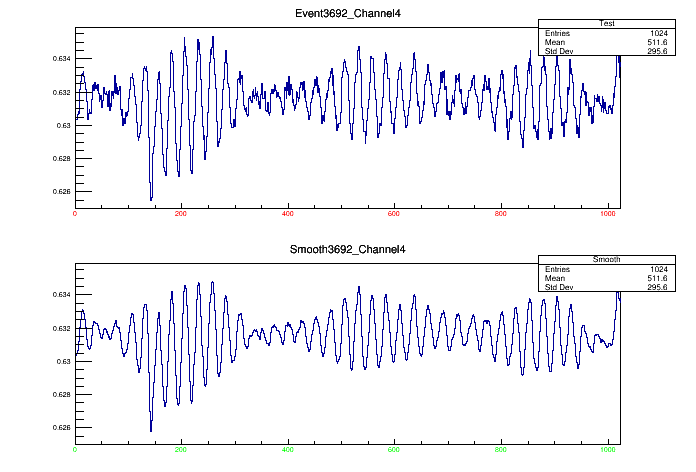 Event3692_Channel4
Test
Entries 1024
Mean 511.6
Std Dev 295.6
0.634
0.632
0.63
0.628
0.626
0 200 400 600 800 1000
Smooth3692_Channel4
Smooth
Entries 1024
Mean 511.6
Std Dev 295.6
0.634
0.632
0.63
0.628
0.626
0 200 400 600 800 1000